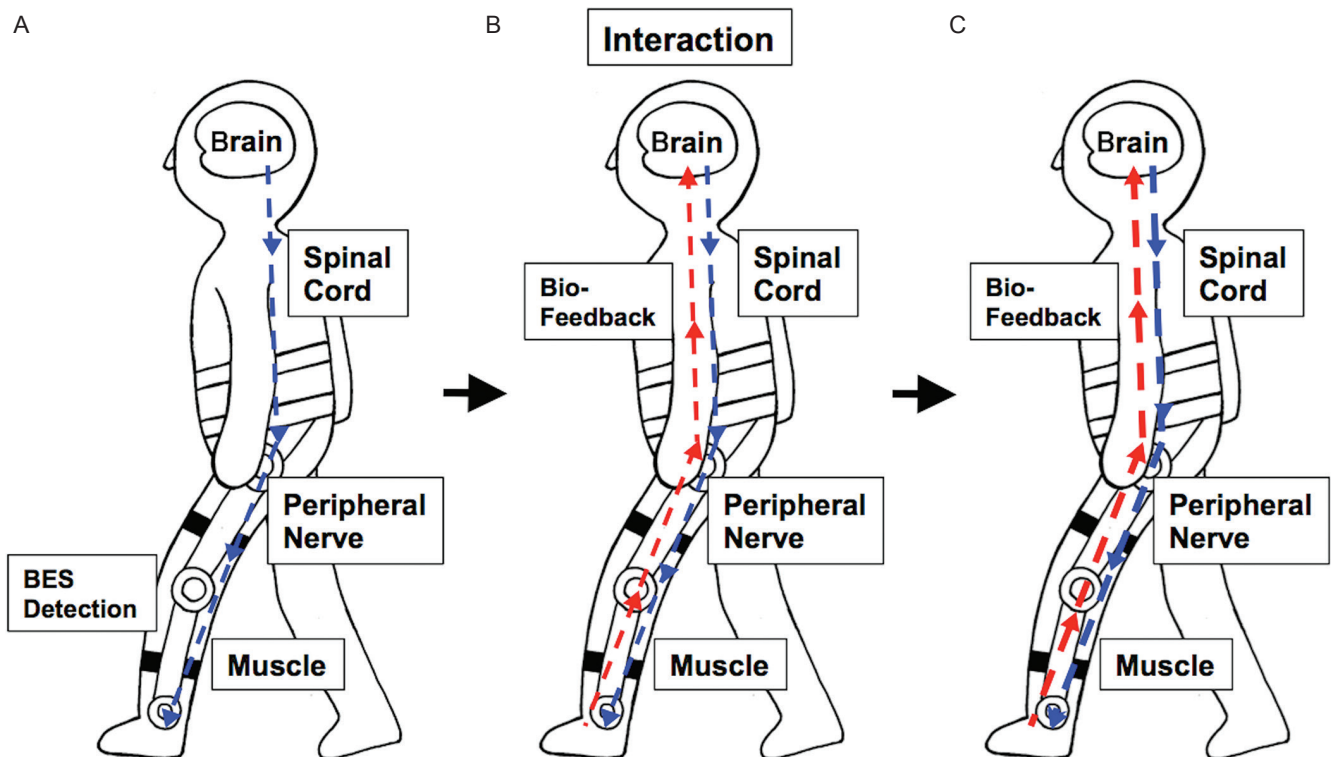 A
B
C
Interaction
Brain
Spinal
Cord
Peripheral
Nerve
BES
Detection
Muscle
Brain
Bio-
Feedback
Spinal
Cord
Peripheral
Nerve
Muscle
Brain
Bio-
Feedback
Spinal
Cord
Peripheral
Nerve
Muscle